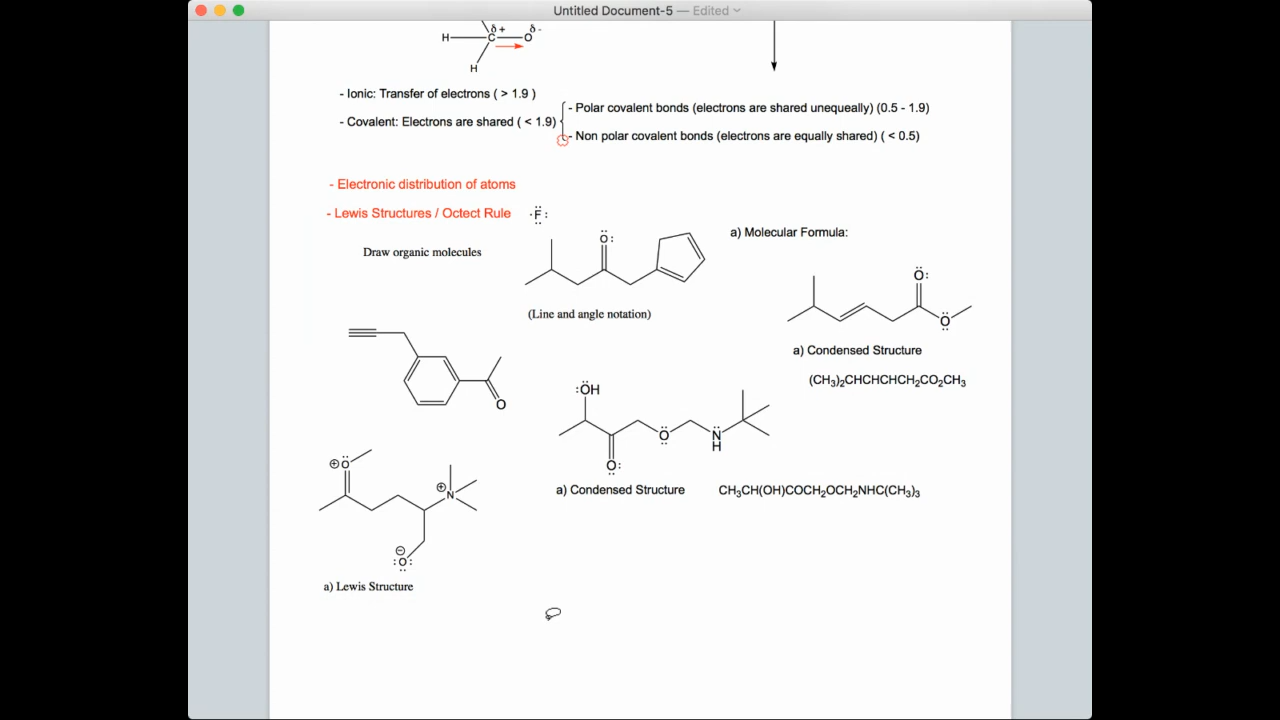 Untitled Document-5 — Edited
δ+ δ-
H C O
H
- Ionic: Transfer of electrons ( > 1.9 )
- Covalent: Electrons are shared ( < 1.9)
- Polar covalent bonds (electrons are shared unequeally) (0.5 - 1.9)
- Non polar covalent bonds (electrons are equally shared) ( < 0.5)
- Electronic distribution of atoms
- Lewis Structures / Octect Rule
·F:
Draw organic molecules
O:
(Line and angle notation)
a) Molecular Formula:
O:
O
a) Condensed Structure
(CH₃)₂CHCHCHCH₂CO₂CH₃
O
:OH
O
N
H
O:
a) Condensed Structure
CH₃CH(OH)COCH₂OCH₂NHC(CH₃)₃
⊕O:
⊕
N
⊖
:O:
a) Lewis Structure